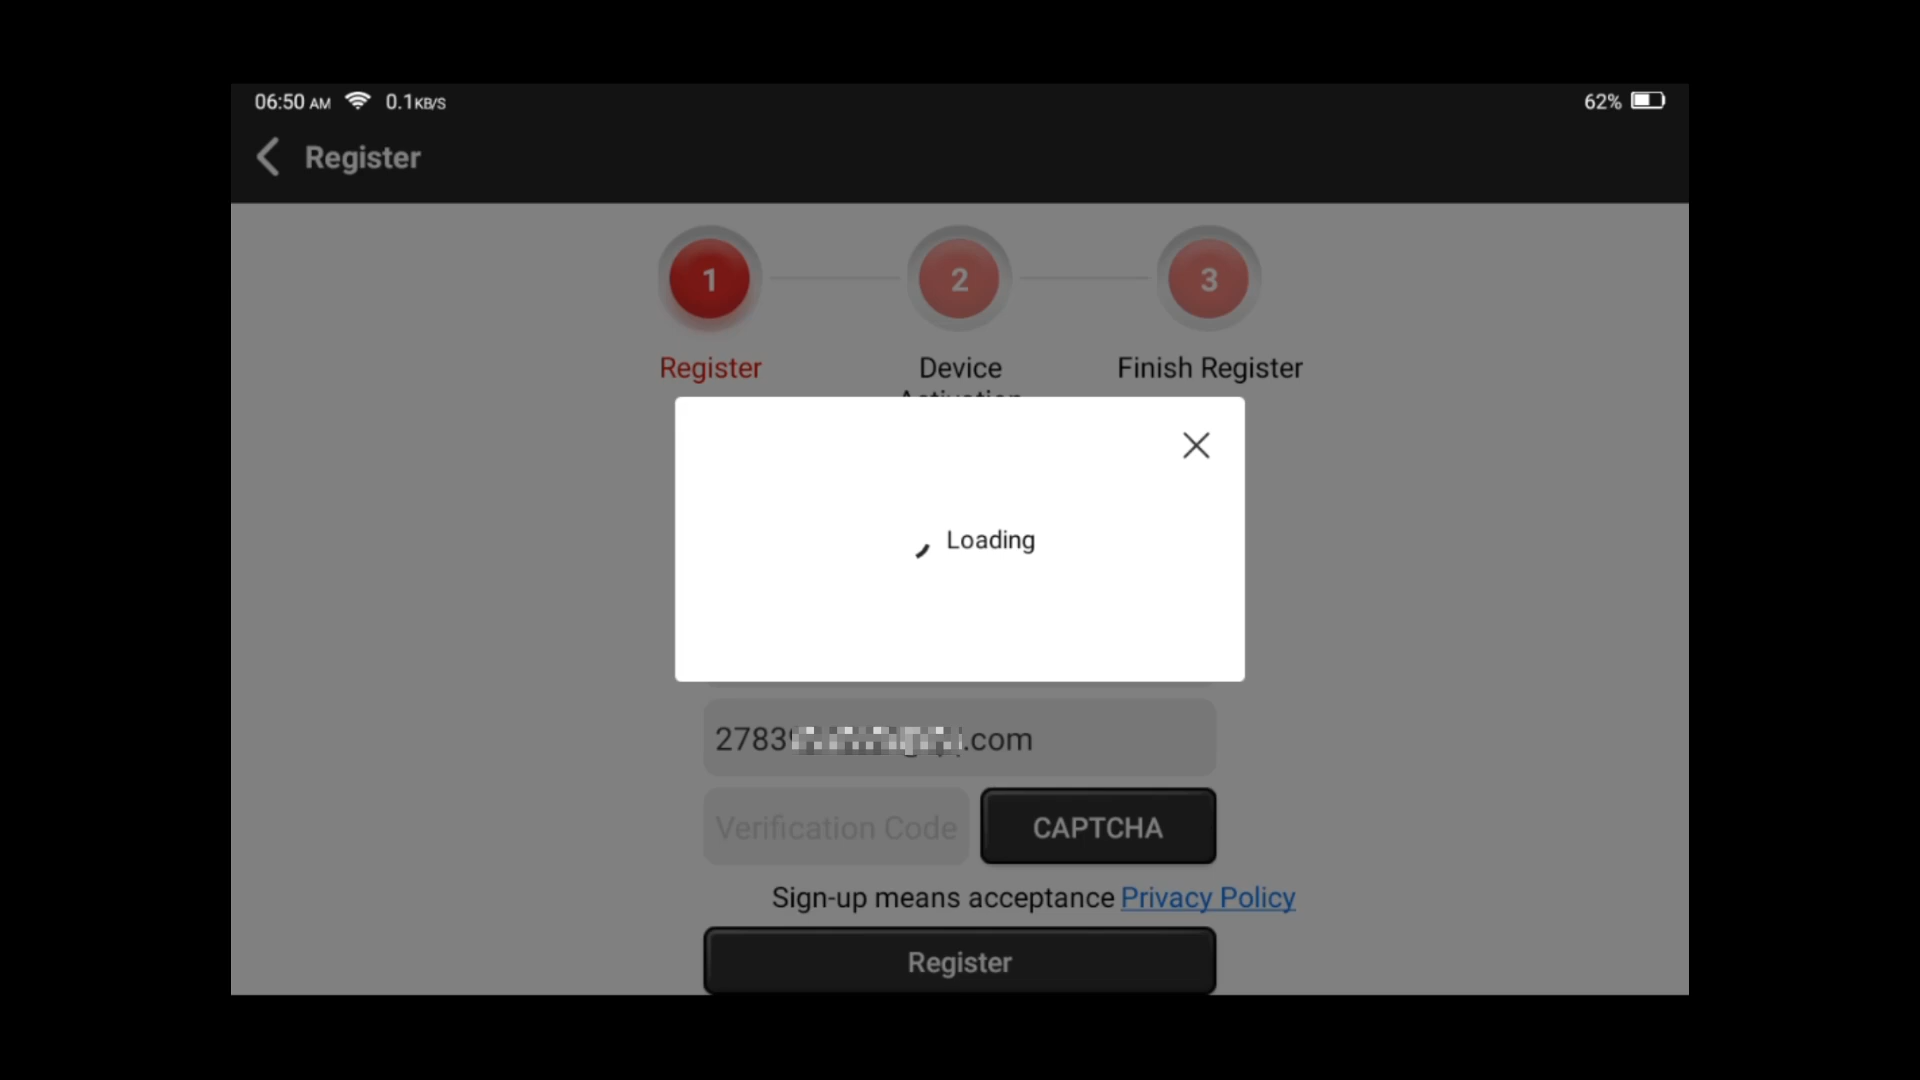 06:50 AM 0.1KB/S 62%
Register
1 2 3
Register Device Finish Register
Activation
Loading
2783 .com
Verification Code CAPTCHA
Sign-up means acceptance Privacy Policy
Register